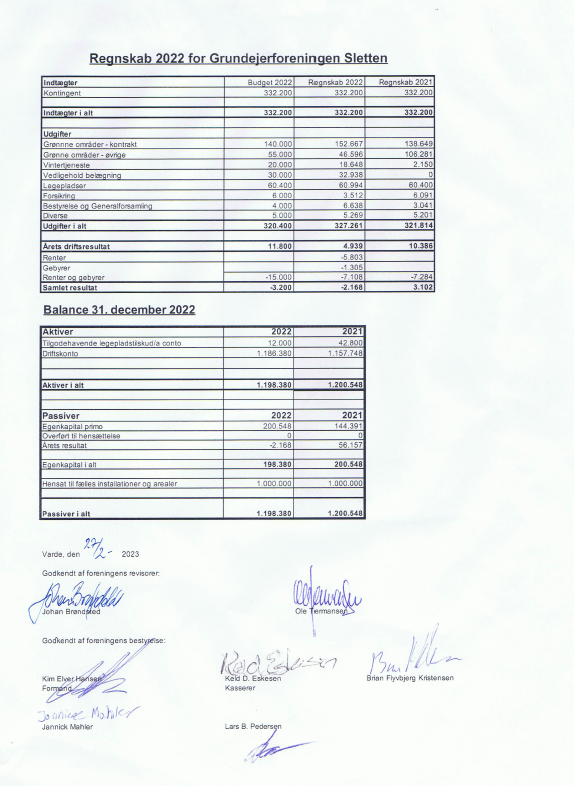 Regnskab 2022 for Grundejerforeningen Sletten
Indtægter Budget 2022 Regnskab 2022 Regnskab 2021
Kontingent 332.200 332.200 332.200
Indtægter i alt 332.200 332.200 332.200
Udgifter
Grønnne områder - kontrakt 140.000 152.667 138.649
Grønne områder - øvrige 55.000 46.596 106.281
Vintertjeneste 20.000 18.648 2.150
Vedligehold belægning 30.000 32.938 0
Legepladser 60.400 60.994 60.400
Forsikring 6.000 3.512 6.091
Bestyrelse og Generalforsamling 4.000 6.638 3.041
Diverse 5.000 5.269 5.201
Udgifter i alt 320.400 327.261 321.814
Årets driftsresultat 11.800 4.939 10.386
Renter -5.803
Gebyrer -1.305
Renter og gebyrer -15.000 -7.108 -7.284
Samlet resultat -3.200 -2.168 3.102
Balance 31. december 2022
Aktiver 2022 2021
Tilgodehavende legepladstilskud/a conto 12.000 42.800
Driftskonto 1.186.380 1.157.748
Aktiver i alt 1.198.380 1.200.548
Passiver 2022 2021
Egenkapital primo 200.548 144.391
Overført til hensættelse 0 0
Årets resultat -2.168 56.157
Egenkapital i alt 198.380 200.548
Hensat til fælles installationer og arealer 1.000.000 1.000.000
Passiver i alt 1.198.380 1.200.548
Varde, den 27/2- 2023
Godkendt af foreningens revisorer:
Johan Brøndsted Ole Termansen
Godkendt af foreningens bestyrelse:
Keld Eskesen
Kim Elver Hansen Keld D. Eskesen Brian Flyvbjerg Kristensen
Formand Kasserer
Jannick Mahler
Jannick Mahler Lars B. Pedersen